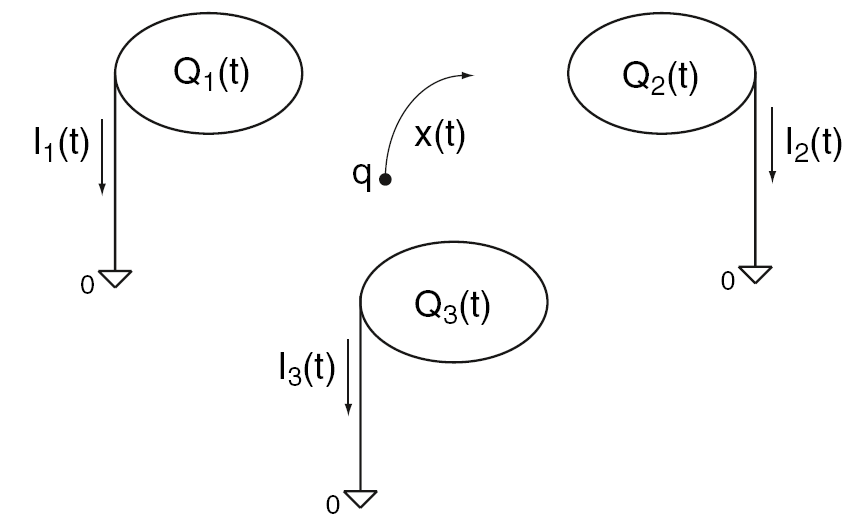 Q₁(t)
Q₂(t)
I₁(t)
x(t)
I₂(t)
q
0
0
Q₃(t)
I₃(t)
0